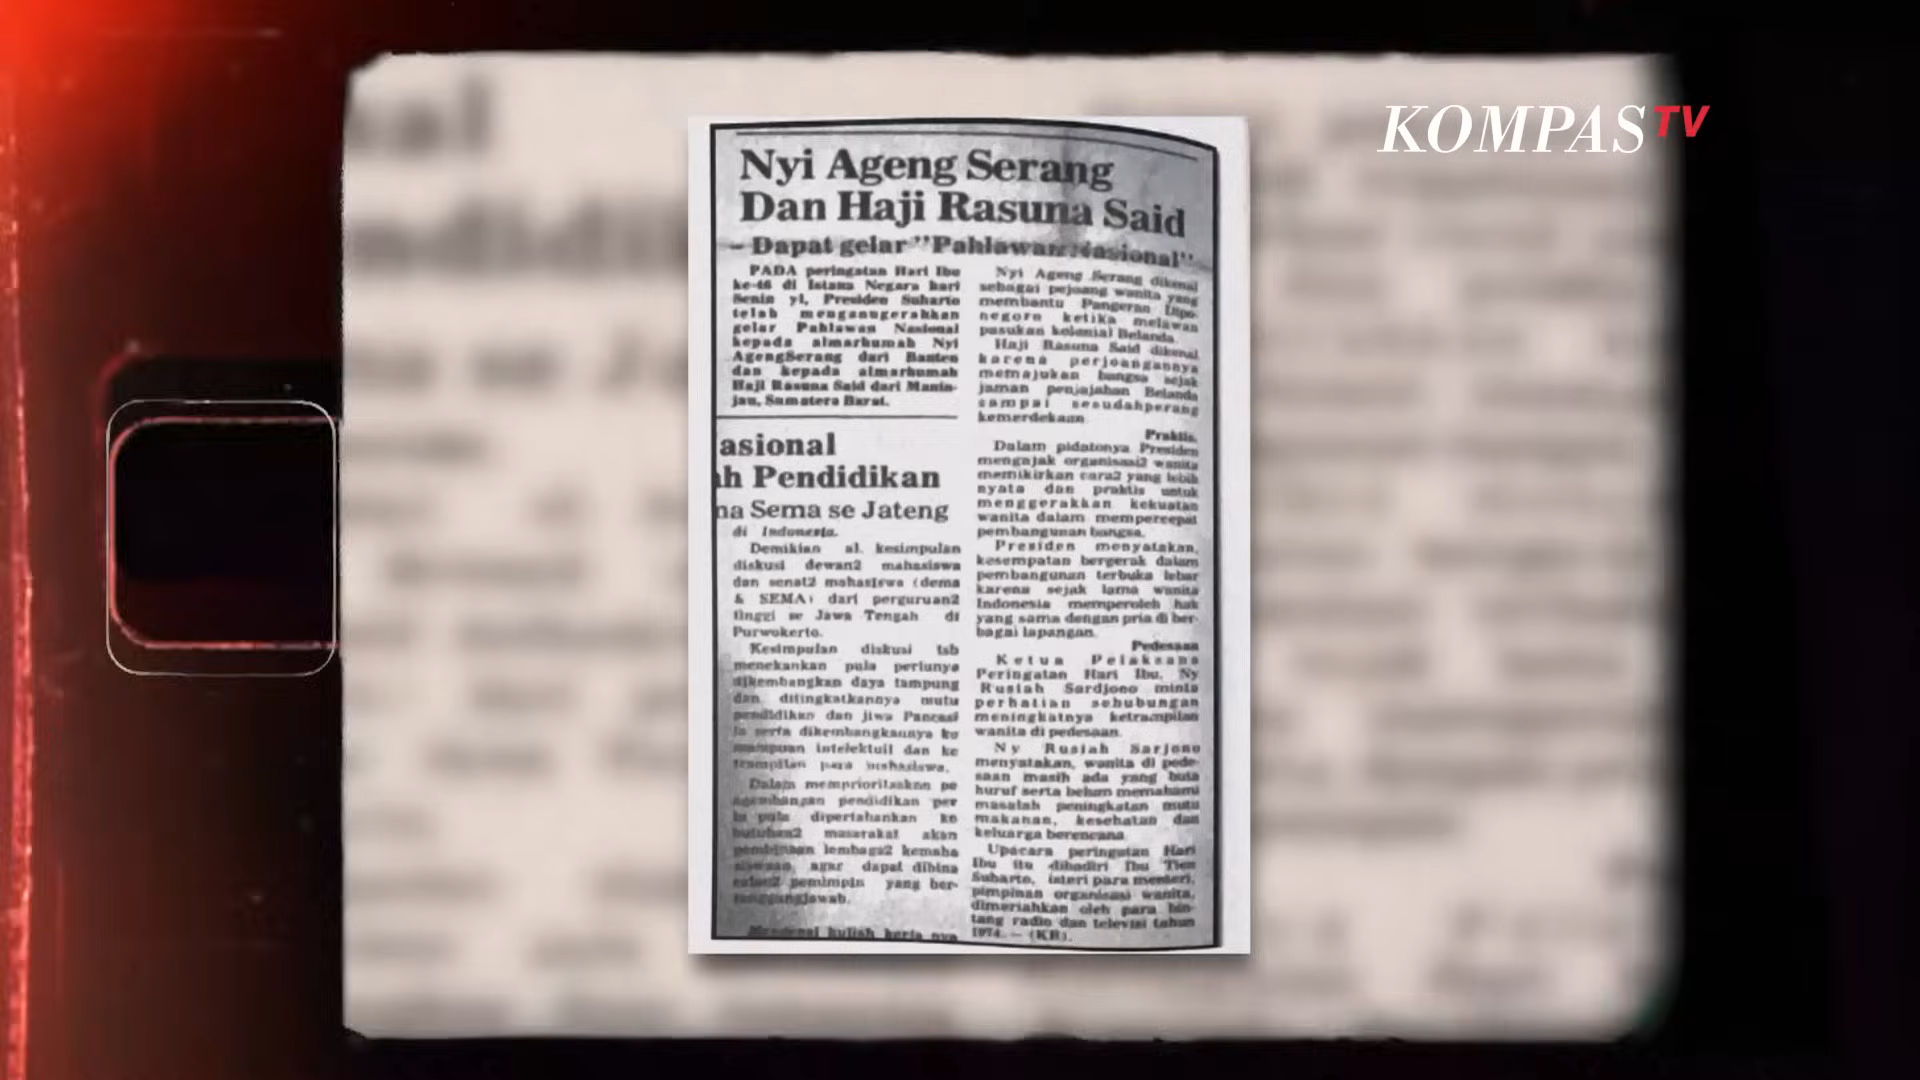 KOMPAS TV
Nyi Ageng Serang
Dan Haji Rasuna Said
- Dapat gelar "Pahlawan Nasional"
PADA peringatan Hari Ibu
ke-46 di Istana Negara hari
Senin yl, Presiden Suharto
telah menganugerahkan
gelar Pahlawan Nasional
kepada almarhumah Nyi
AgengSerang dari Banten
dan kepada almarhumah
Haji Rasuna Said dari Manin-
jau, Sumatera Barat.
Nyi Ageng Serang dikenal
sebagai pejoang wanita yang
membantu Pangeran Dipo-
negoro ketika melawan
pasukan kolonial Belanda.
Haji Rasuna Said dikenal
karena perjoangannya
memajukan bangsa sejak
jaman penjajahan Belanda
sampai sesudahperang
kemerdekaan
Praktis.
Dalam pidatonya Presiden
mengajak organisasi2 wanita
memikirkan cara2 yang lebih
nyata dan praktis untuk
menggerakkan kekuatan
wanita dalam mempercepat
pembangunan bangsa.
Presiden menyatakan,
kesempatan bergerak dalam
pembangunan terbuka lebar
karena sejak lama wanita
Indonesia memperoleh hak
yang sama dengan pria di ber-
bagai lapangan.
Pedesaan
Ketua Pelaksana
Peringatan Hari Ibu, Ny
Rusiah Sardjono minta
perhatian sehubungan
meningkatnya ketrampilan
wanita di pedesaan.
Ny Rusiah Sarjono
menyatakan, wanita di pede-
saan masih ada yang buta
huruf serta belum memahami
masalah peningkatan mutu
makanan, kesehatan dan
keluarga berencana.
Upacara peringatan Hari
Ibu itu dihadiri Ibu Tien
Suharto, isteri para menteri,
pimpinan organisasi wanita,
dimeriahkan oleh para bin-
tang radio dan televisi tahun
1974. — (KR).
asional
ah Pendidikan
na Sema se Jateng
di Indonesia.
Demikian al. kesimpulan
diskusi dewan2 mahasiswa
dan senat2 mahasiswa (dema
& SEMA) dari perguruan2
tinggi se Jawa Tengah di
Purwokerto.
Kesimpulan diskusi tsb
menekankan pula perlunya
dikembangkan daya tampung
dan ditingkatkannya mutu
pendidikan dan jiwa Pancasi
la serta dikembangkannya ke
mampuan intelektuil dan ke
trampilan para mahasiswa.
Dalam memprioritaskan pe
ngembangan pendidikan per
lu pula dipertahankan ke
butuhan2 masarakat akan
pembinaan lembaga2 kemaha
siswaan, agar dapat dibina
calon2 pemimpin yang ber-
tanggungjawab.
Mengenai kuliah kerja nya